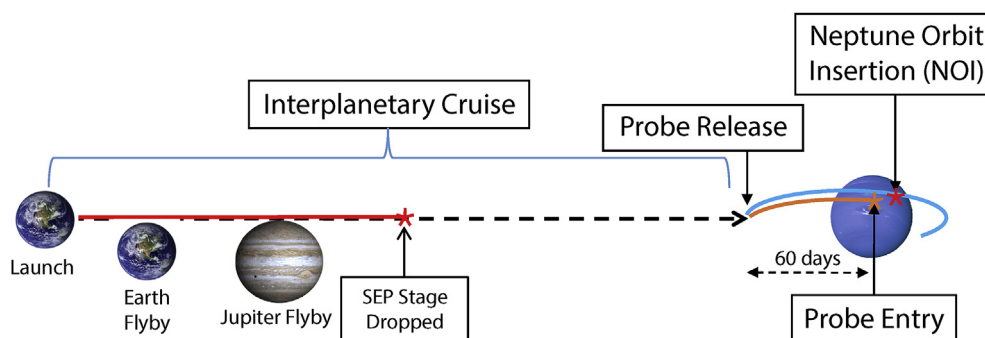 Neptune Orbit
Insertion (NOI)
Interplanetary Cruise
Probe Release
Launch
Earth
Flyby
Jupiter Flyby
SEP Stage
Dropped
60 days
Probe Entry